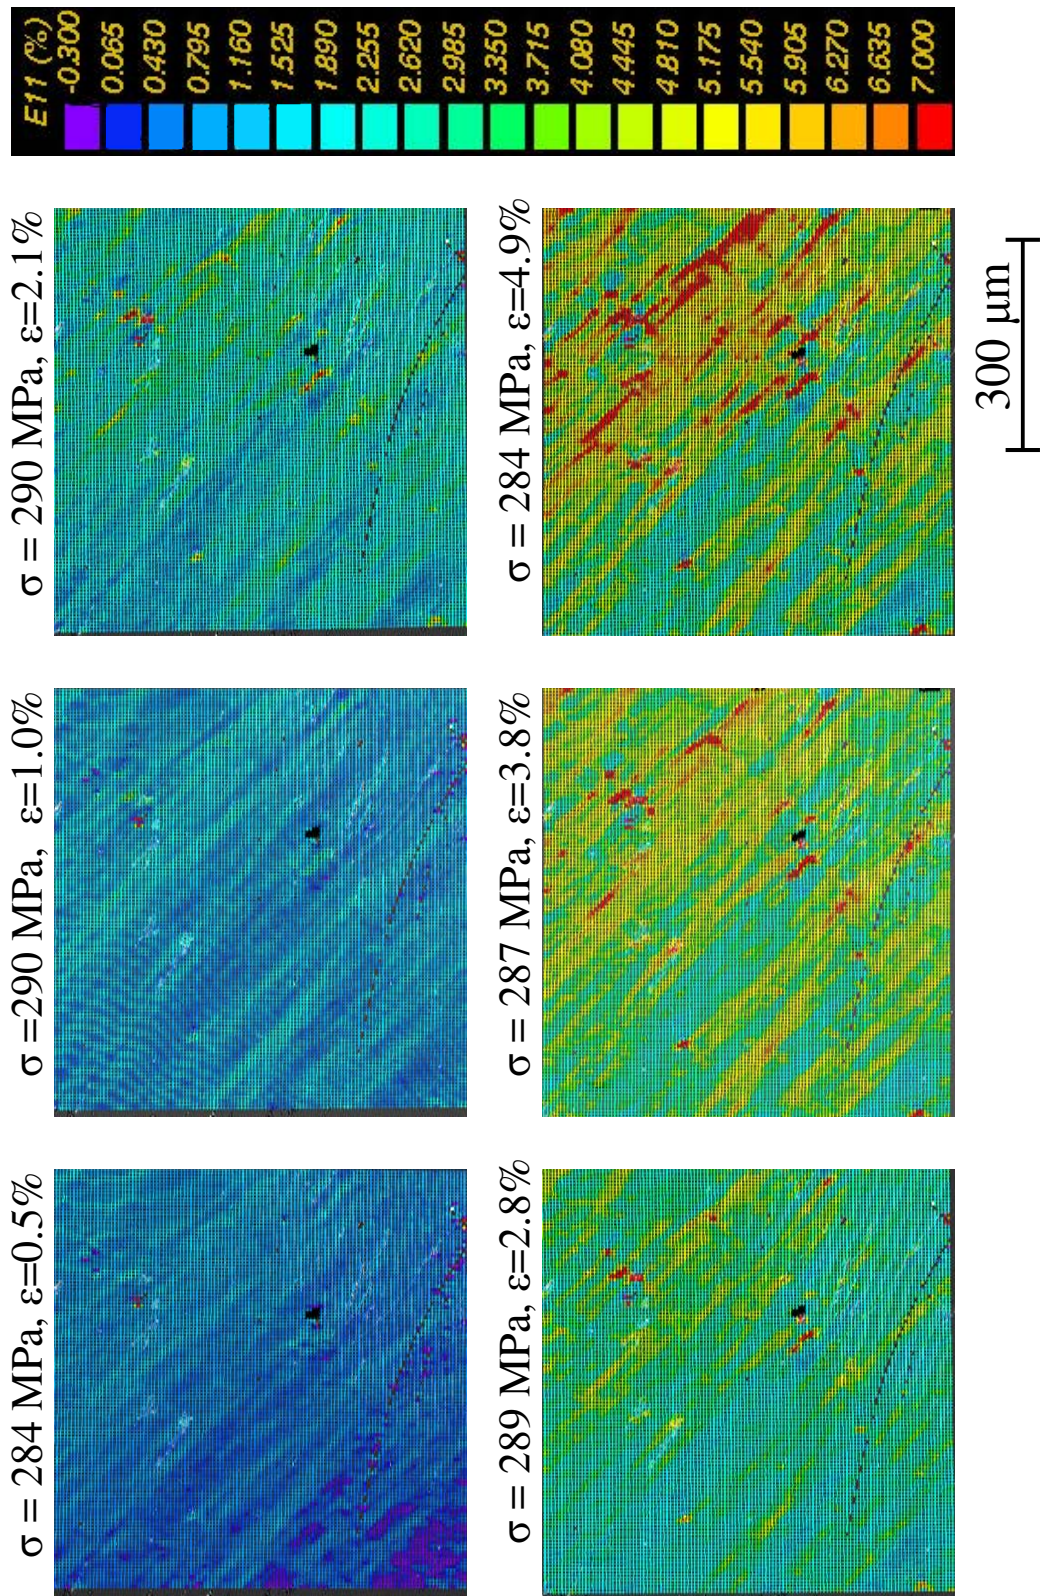 σ = 284 MPa, ε=0.5%
σ =290 MPa, ε=1.0%
σ = 290 MPa, ε=2.1%
σ = 289 MPa, ε=2.8%
σ = 287 MPa, ε=3.8%
σ = 284 MPa, ε=4.9%
E11 (%)
-0.300
0.065
0.430
0.795
1.160
1.525
1.890
2.255
2.620
2.985
3.350
3.715
4.080
4.445
4.810
5.175
5.540
5.905
6.270
6.635
7.000
300 μm